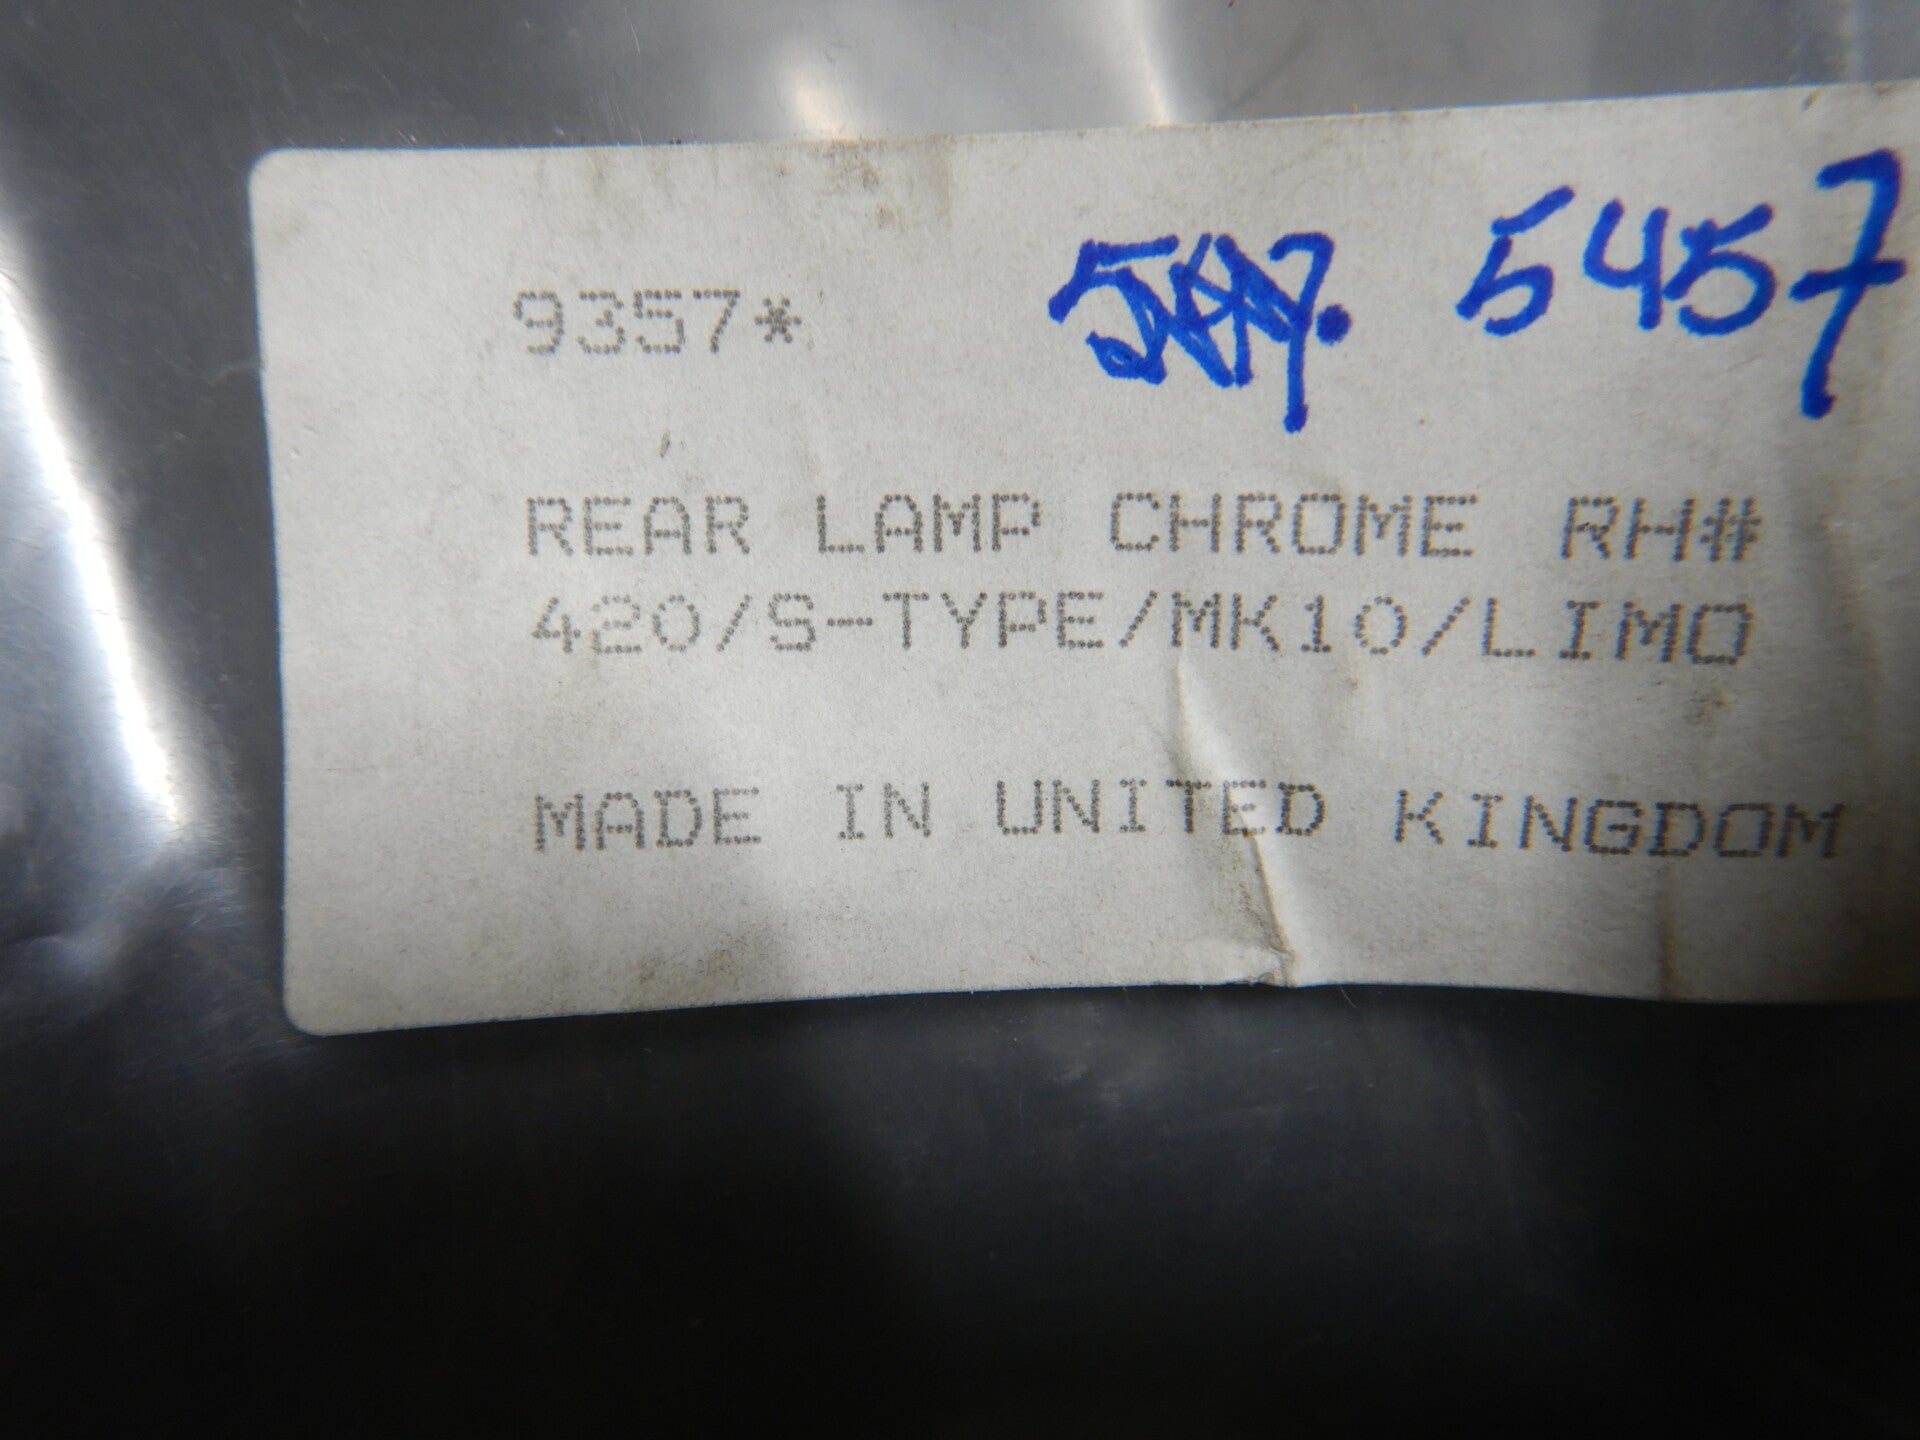 9357* 5457
REAR LAMP CHROME RH#
420/S-TYPE/MK10/LIMO
MADE IN UNITED KINGDOM